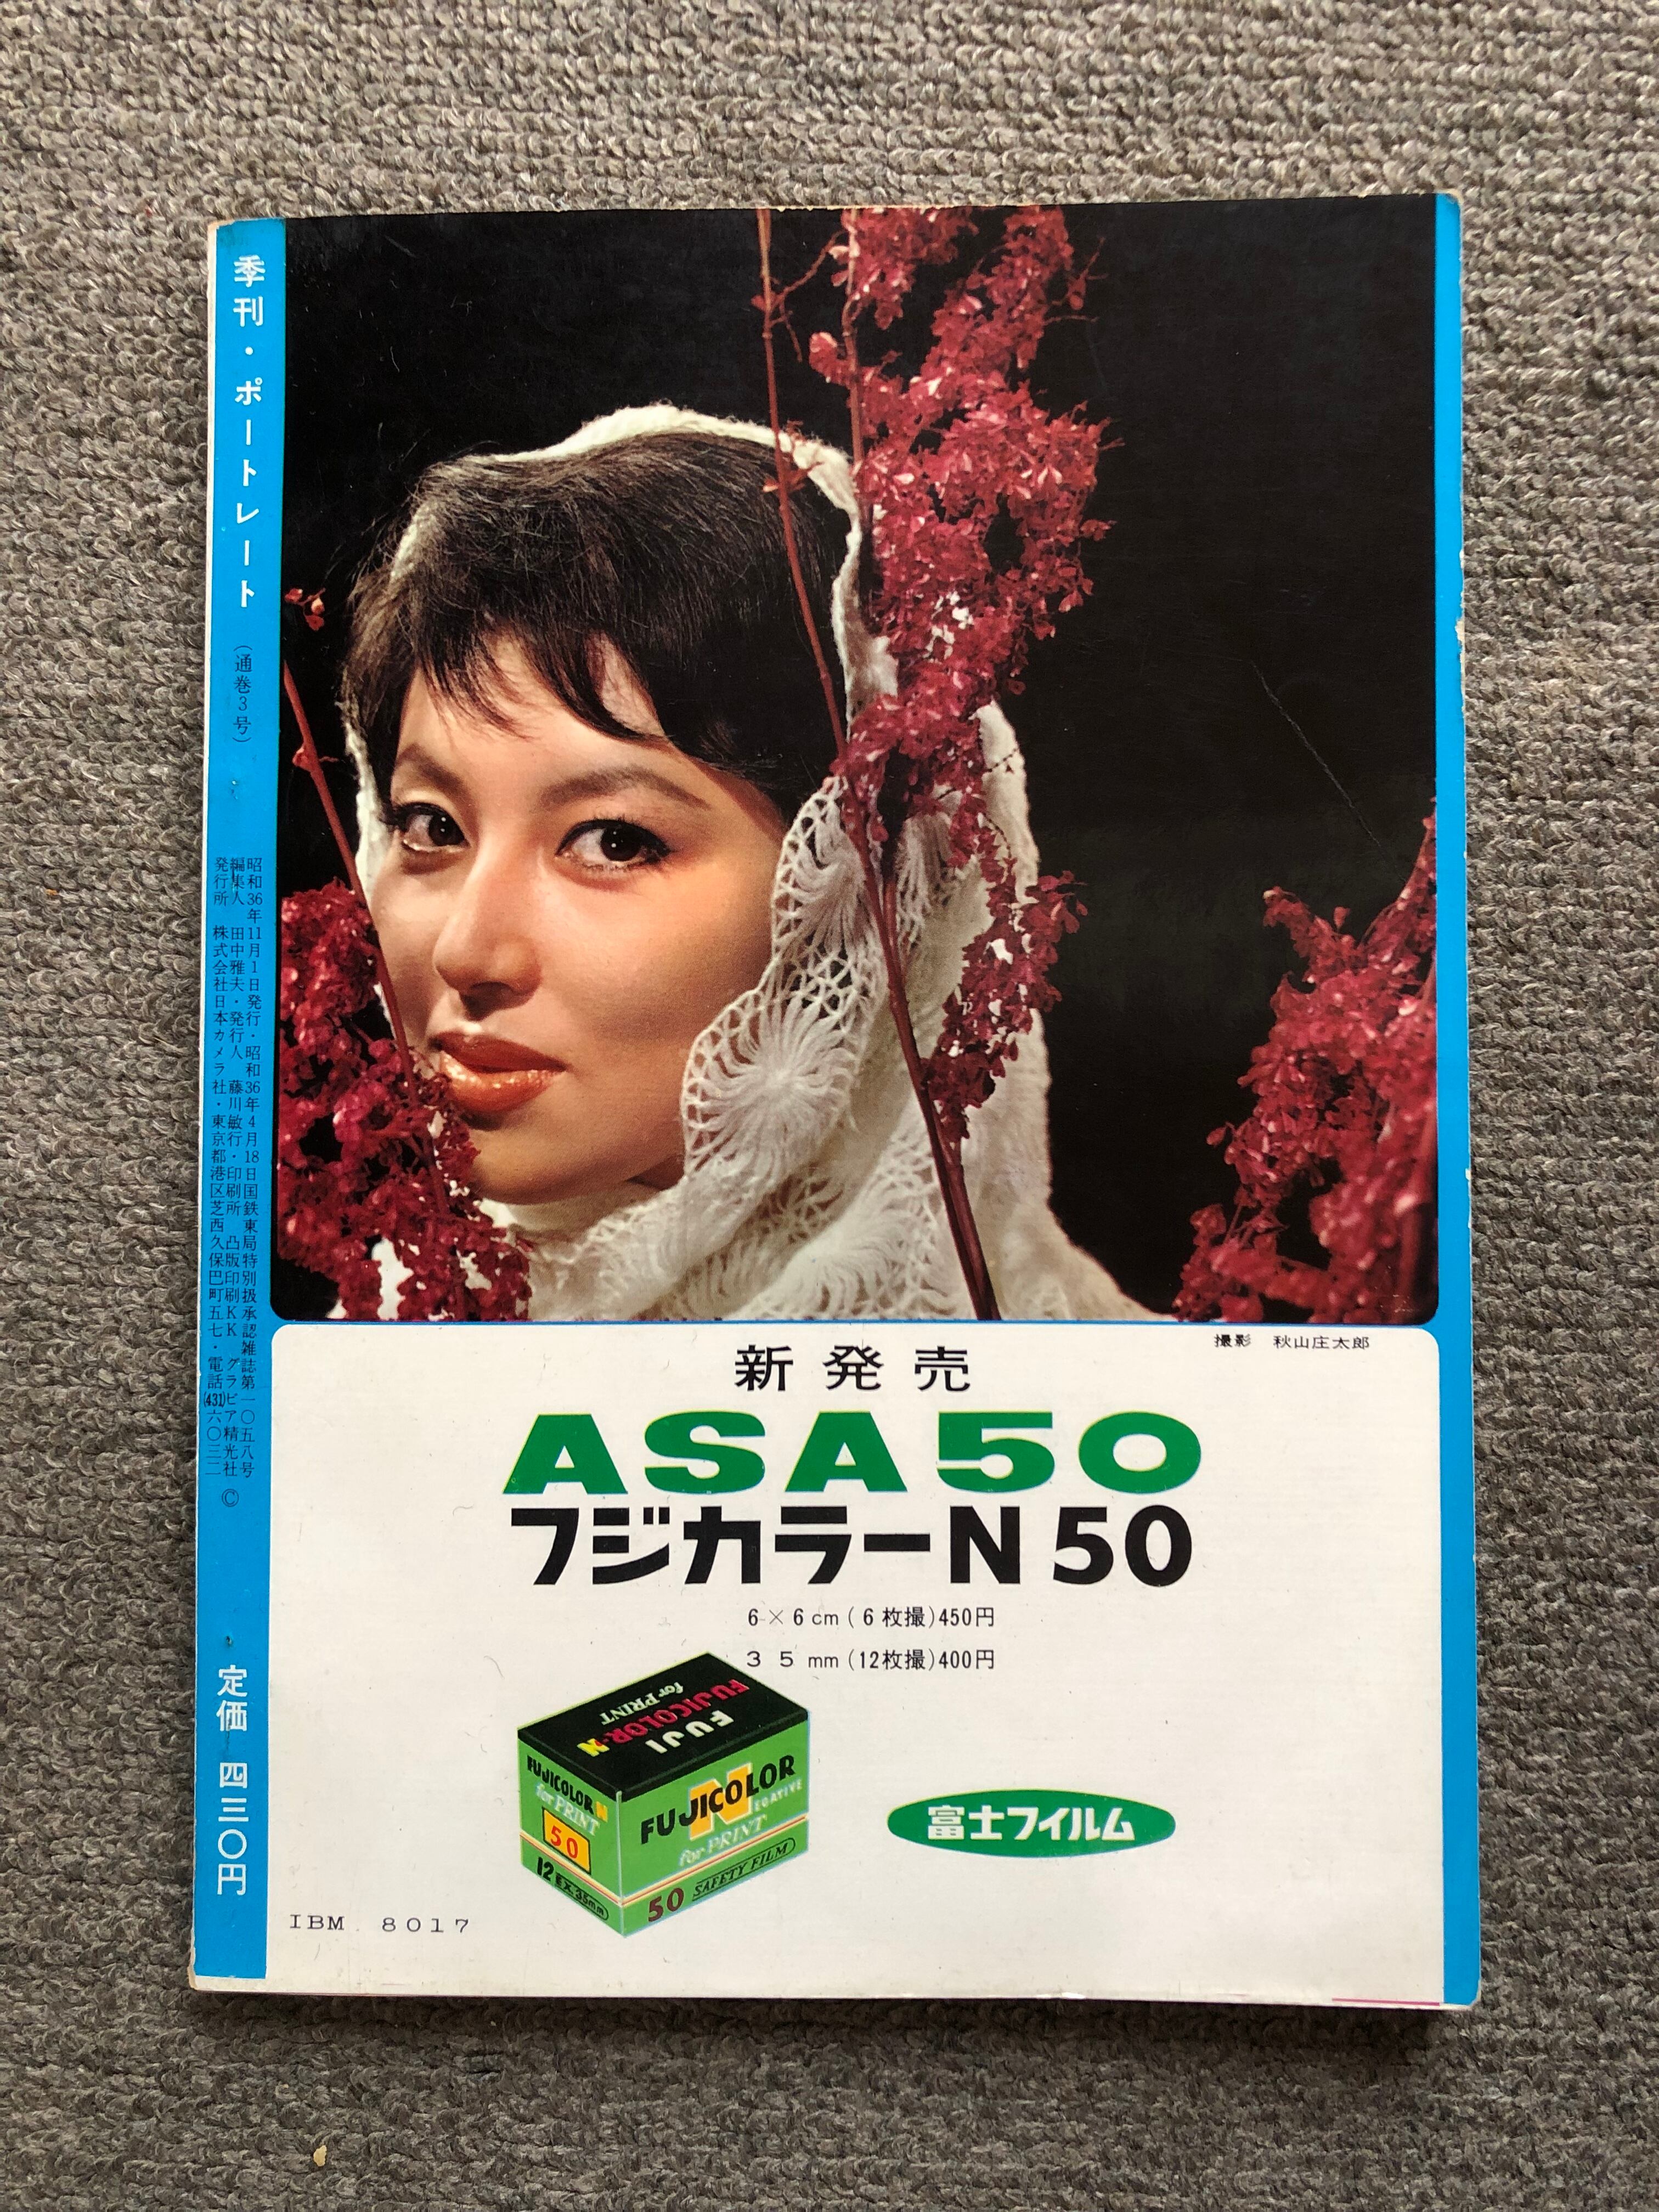 季刊・ポートレート
(通巻3号)
昭和36年11月1日発行・昭和36年4月18日国鉄東局特別扱承認雑誌第一〇五八号
編集人 田中雅夫・発行人 藤川敏行・印刷所 凸版印刷KK グラビア精光社
発行所 株式会社日本カメラ社・東京都港区芝西久保巴町五七・電話(431)六〇三二
©
定価 四三〇円
撮影 秋山庄太郎
新発売
ASA50
フジカラーN50
6×6cm(6枚撮)450円
35mm(12枚撮)400円
FUJI
FUJICOLOR-N
for PRINT
FUJICOLOR N
for PRINT
50
12 EX.35mm
FUJICOLOR
NEGATIVE
for PRINT
50 SAFETY FILM
富士フイルム
IBM 8017